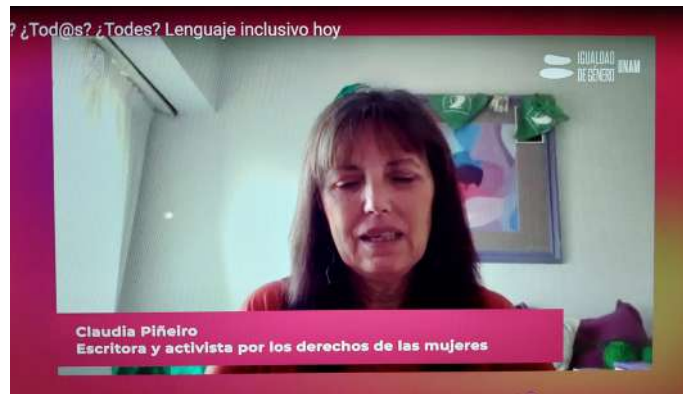 ? ¿Tod@s? ¿Todes? Lenguaje inclusivo hoy
IGUALDAD
DE GÉNERO
UNAM
Claudia Piñeiro
Escritora y activista por los derechos de las mujeres